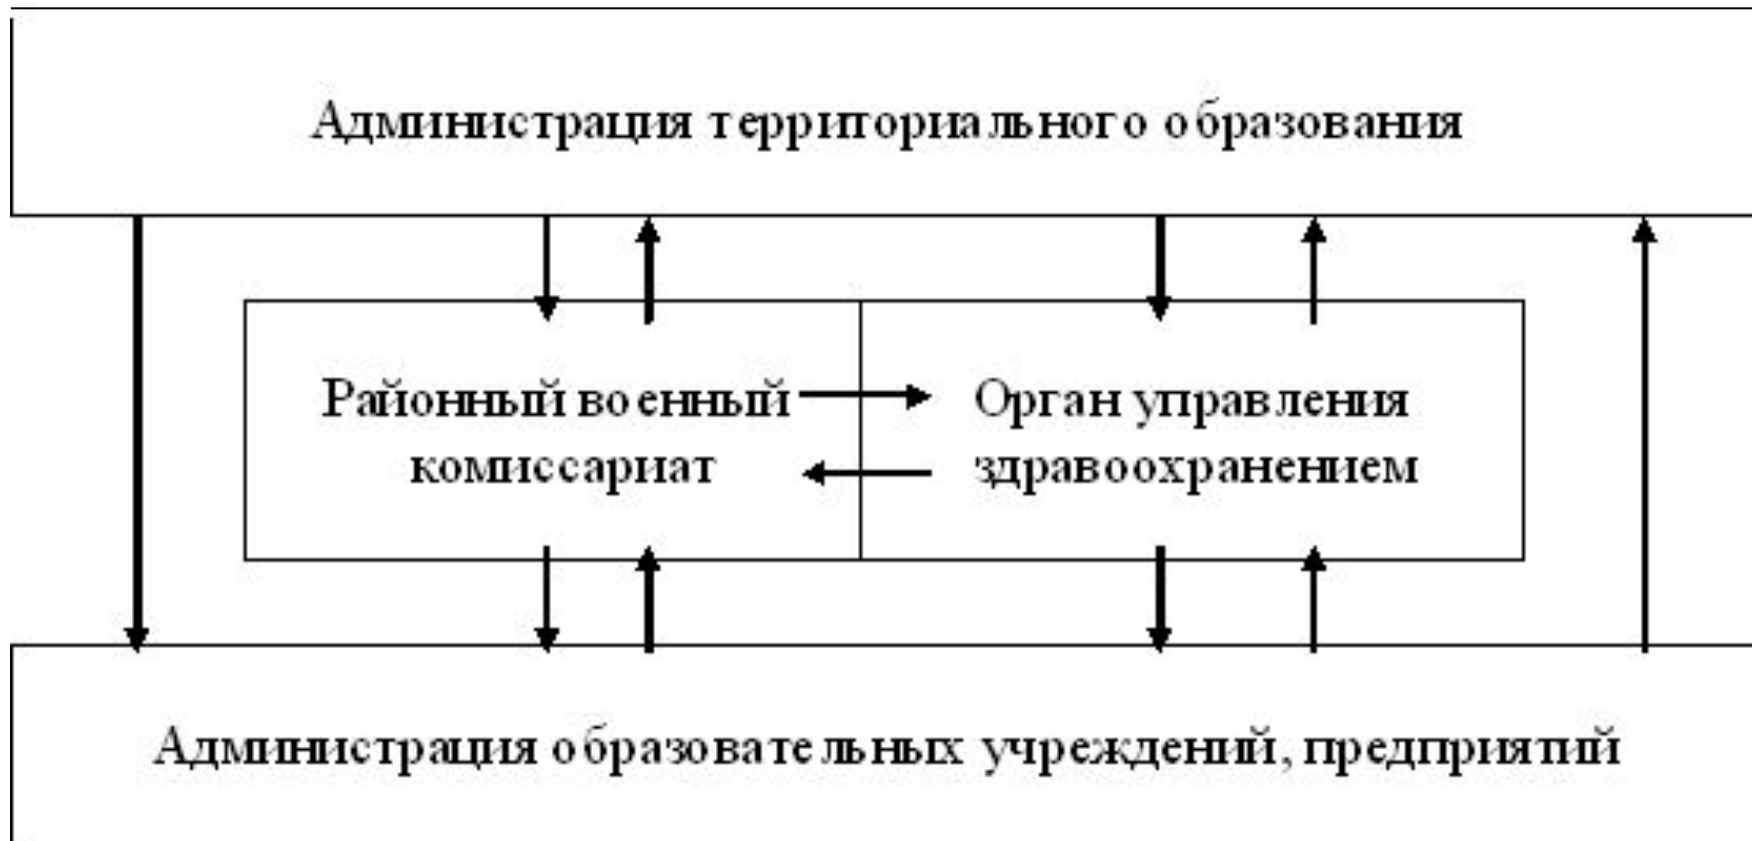 Администрация территориального образования
Районный военный
комиссариат
Орган управления
здравоохранением
Администрация образовательных учреждений, предприятий